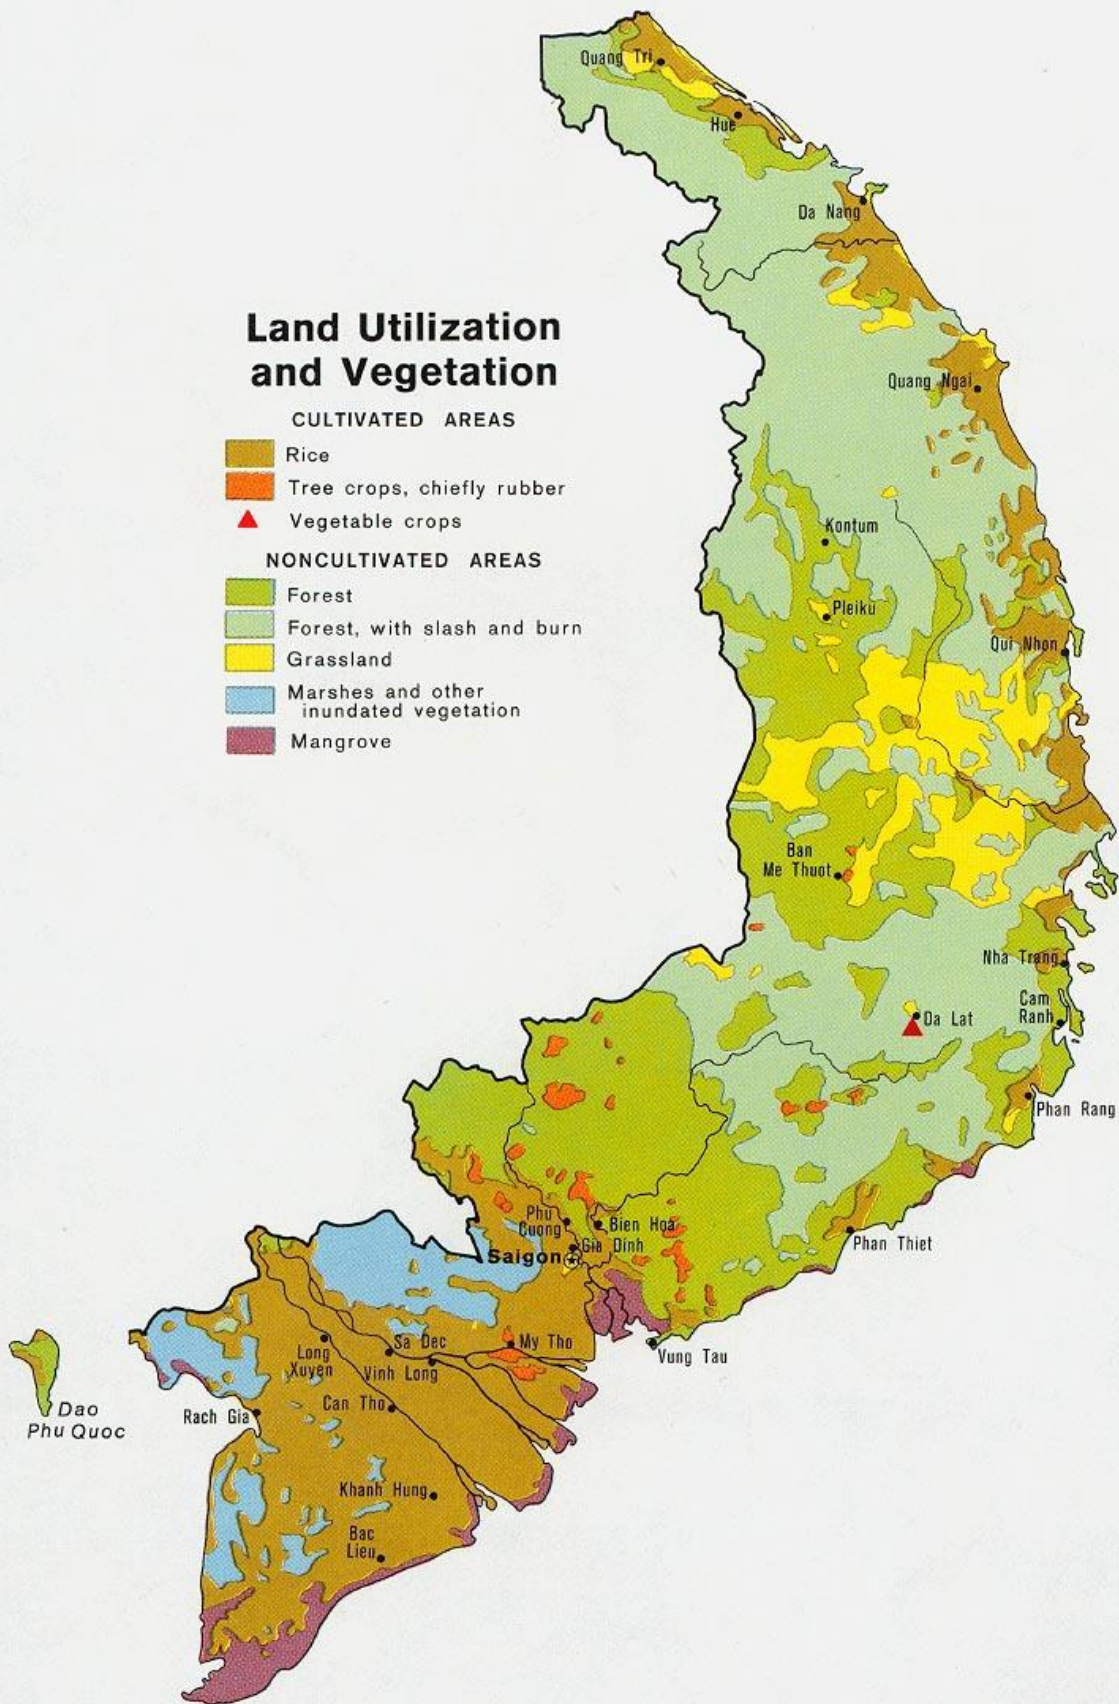 Land Utilization
and Vegetation
CULTIVATED AREAS
Rice
Tree crops, chiefly rubber
Vegetable crops
NONCULTIVATED AREAS
Forest
Forest, with slash and burn
Grassland
Marshes and other
inundated vegetation
Mangrove
Quang Tri
Hue
Da Nang
Quang Ngai
Kontum
Pleiku
Qui Nhon
Ban
Me Thuot
Nha Trang
Cam
Ranh
Da Lat
Phan Rang
Phan Thiet
Phu
Cuong
Bien Hoa
Gia Dinh
Saigon
Vung Tau
My Tho
Sa Dec
Long
Xuyen
Vinh Long
Can Tho
Rach Gia
Dao
Phu Quoc
Khanh Hung
Bac
Lieu